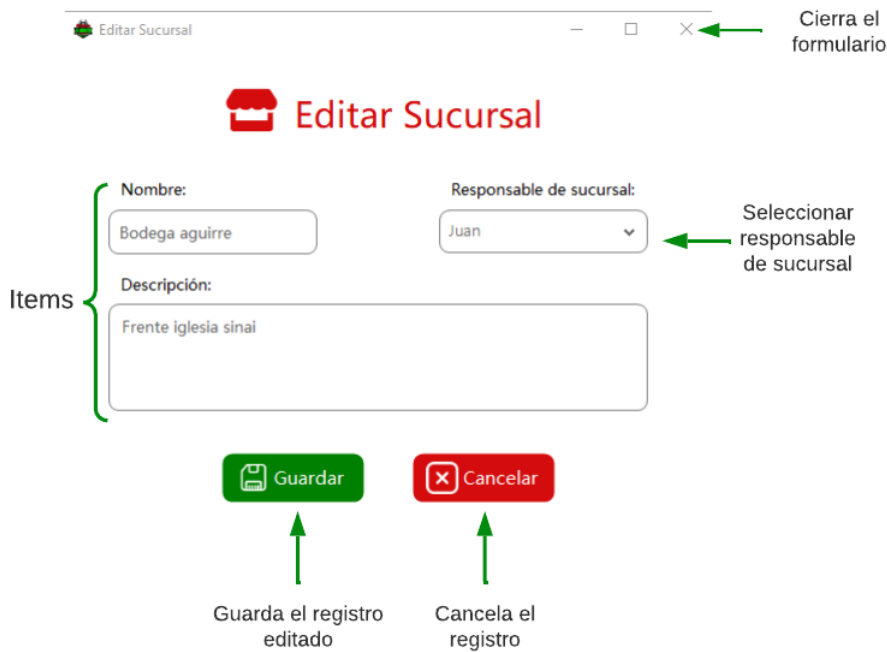 Editar Sucursal
Cierra el
formulario
Editar Sucursal
Nombre:
Responsable de sucursal:
Bodega aguirre
Juan
Seleccionar
responsable
de sucursal
Descripción:
Items
Frente iglesia sinai
Guardar
Cancelar
Guarda el registro
editado
Cancela el
registro